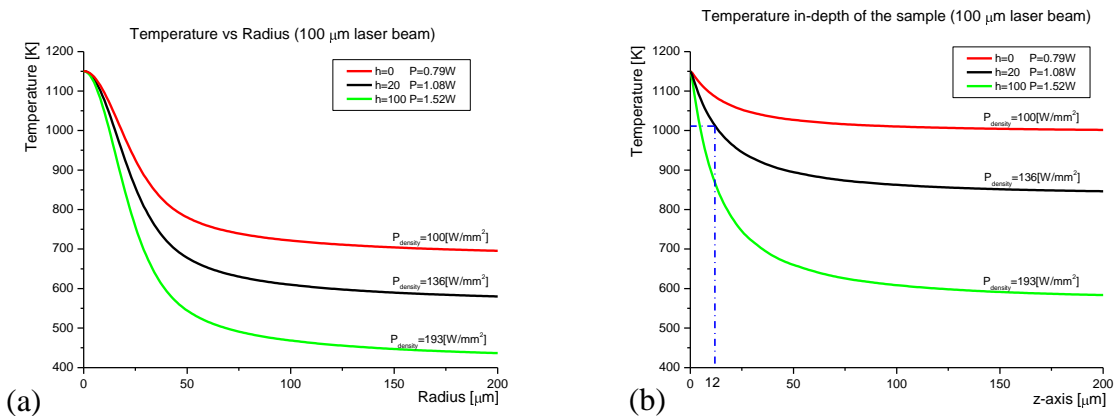 Temperature vs Radius (100 μm laser beam)
Temperature [K]
1200
1100
1000
900
800
700
600
500
400
h=0 P=0.79W
h=20 P=1.08W
h=100 P=1.52W
P_density=100[W/mm²]
P_density=136[W/mm²]
P_density=193[W/mm²]
0 50 100 150 200
Radius [μm]
(a)
Temperature in-depth of the sample (100 μm laser beam)
Temperature [K]
1200
1100
1000
900
800
700
600
500
400
h=0 P=0.79W
h=20 P=1.08W
h=100 P=1.52W
P_density=100[W/mm²]
P_density=136[W/mm²]
P_density=193[W/mm²]
0 12 50 100 150 200
z-axis [μm]
(b)